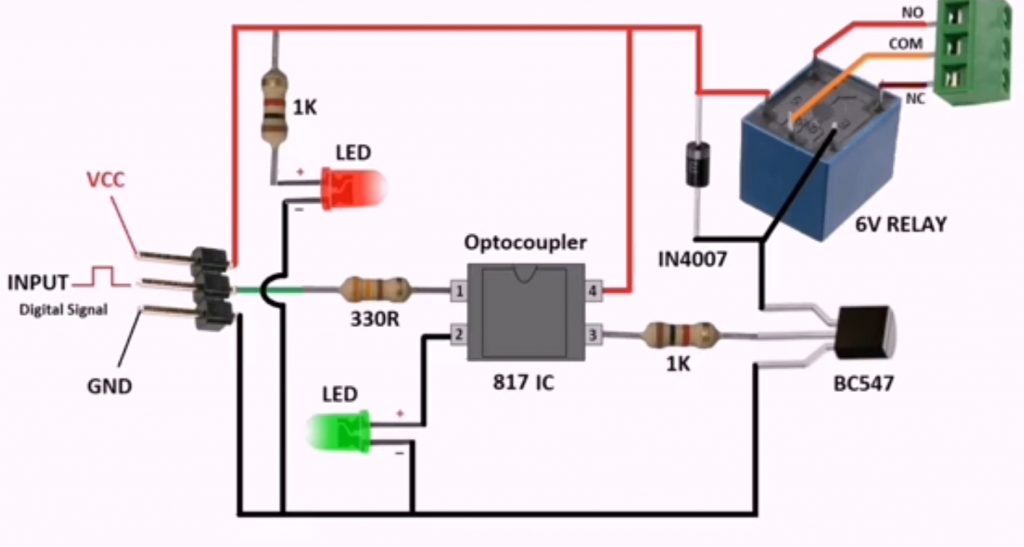 NO
COM
NC
1K
LED
+
−
VCC
6V RELAY
Optocoupler
IN4007
INPUT
Digital Signal
1
4
330R
2
3
1K
817 IC
BC547
GND
LED
+
−